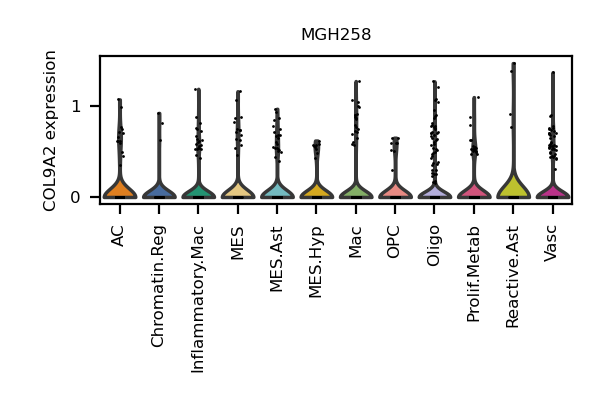 MGH258
COL9A2 expression
1
0
AC
Chromatin.Reg
Inflammatory.Mac
MES
MES.Ast
MES.Hyp
Mac
OPC
Oligo
Prolif.Metab
Reactive.Ast
Vasc